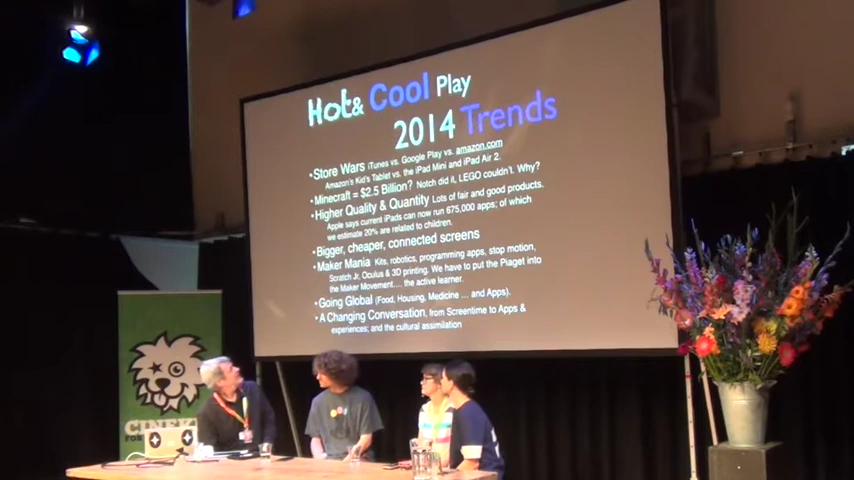 Hot & Cool Play
2014 Trends
•Store Wars iTunes vs. Google Play vs. amazon.com
Amazon's Kid's Tablet vs. the iPad Mini and iPad Air 2.
•Minecraft = $2.5 Billion? Notch did it, LEGO couldn't. Why?
•Higher Quality & Quantity Lots of fair and good products.
Apple says current iPads can now run 675,000 apps; of which
we estimate 20% are related to children.
•Bigger, cheaper, connected screens
•Maker Mania Kits, robotics, programming apps, stop motion,
Scratch Jr, Oculus & 3D printing. We have to put the Piaget into
the Maker Movement.... the active learner.
•Going Global (Food, Housing, Medicine ... and Apps).
•A Changing Conversation, from Screentime to Apps &
experiences; and the cultural assimilation